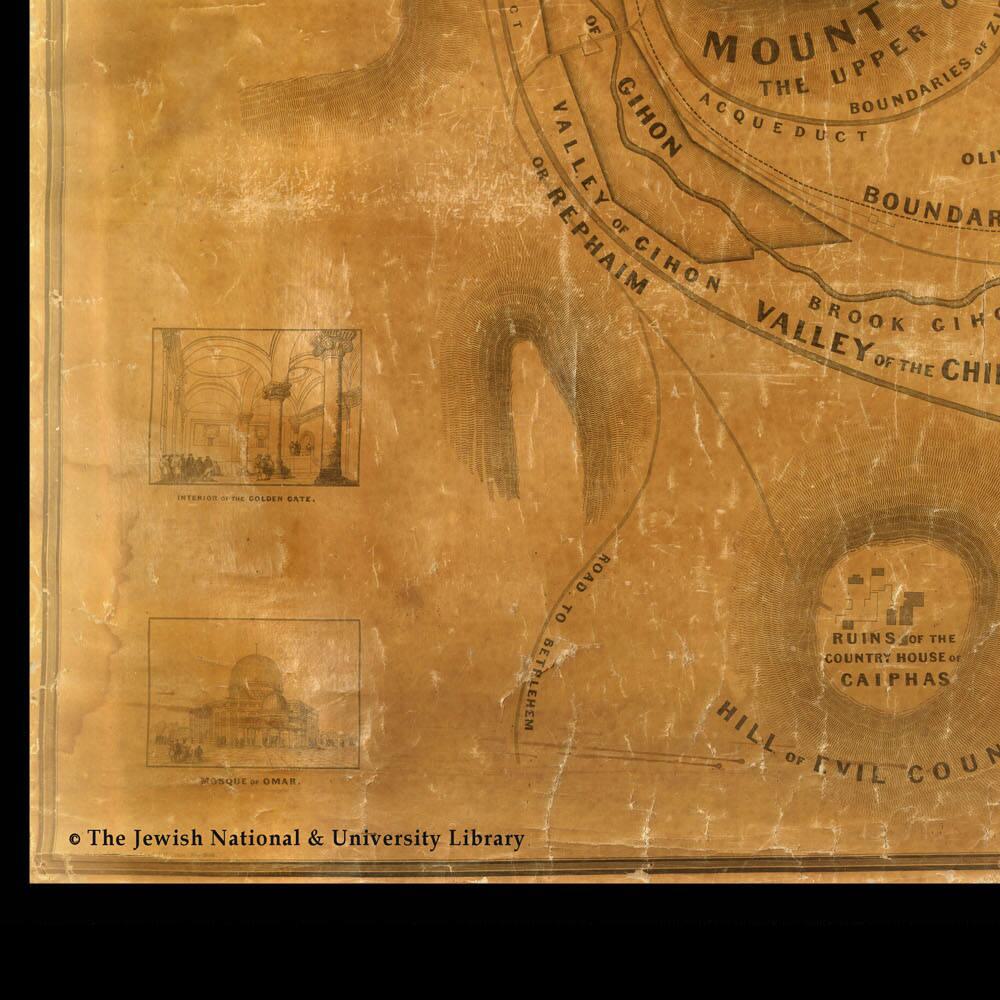 CT
OF
MOUNT
THE UPPER
BOUNDARIES OF
ACQUEDUCT
GIHON
VALLEY OF GIHON
OR REPHAIM
BOUNDAR
BROOK GIHO
VALLEY OF THE CHI
INTERIOR OF THE GOLDEN GATE.
ROAD TO BETHLEHEM
RUINS OF THE
COUNTRY HOUSE OF
CAIPHAS
HILL OF EVIL COUN
MOSQUE OF OMAR.
© The Jewish National & University Library